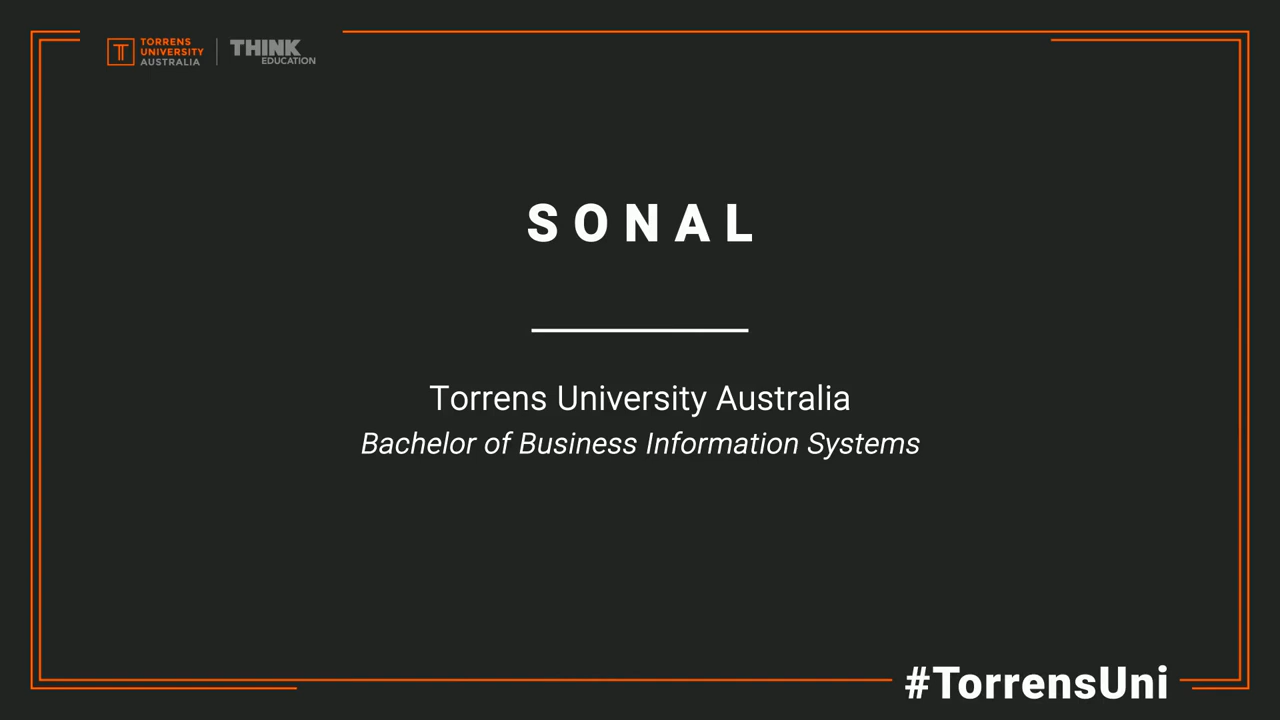 TORRENS
UNIVERSITY
AUSTRALIA
THINK
EDUCATION
SONAL
Torrens University Australia
Bachelor of Business Information Systems
#TorrensUni